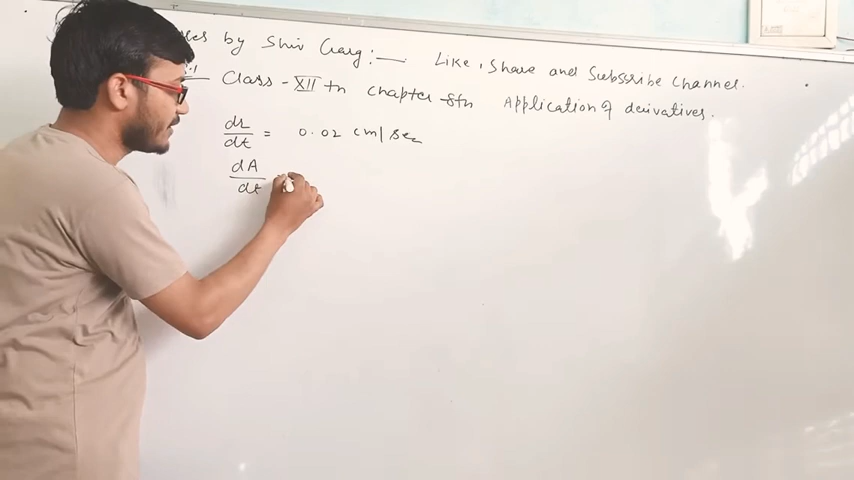 by Shiv Garg:— Like, Share and Subscribe Channel.
Class - XII th Chapter - 6th Application of derivatives.
dr/dt = 0.02 cm/sec
dA/dt